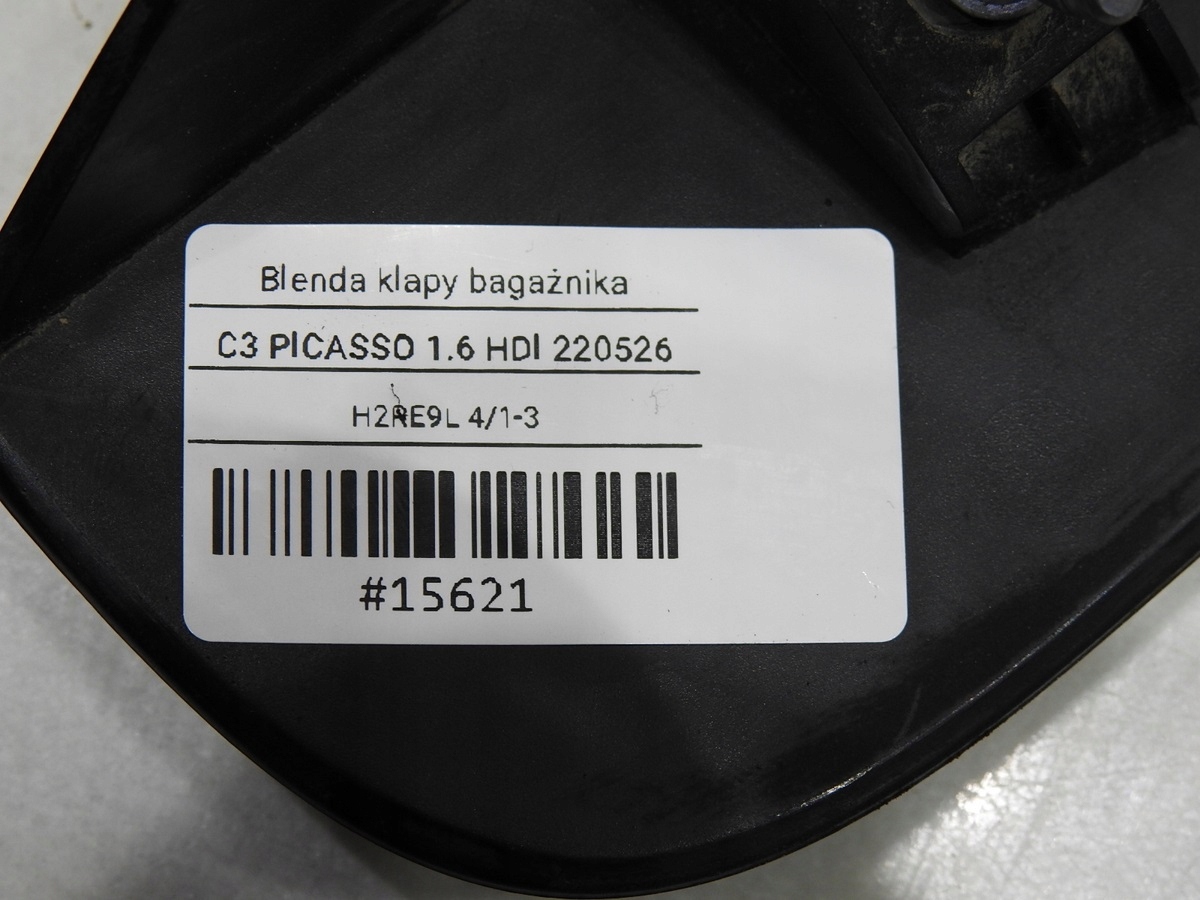 Blenda klapy bagażnika
C3 PICASSO 1.6 HDI 220526
H2RE9L 4/1-3
#15621